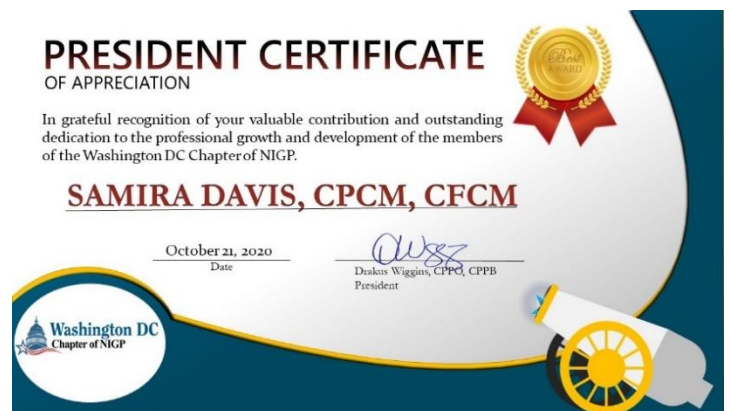 PRESIDENT CERTIFICATE
OF APPRECIATION
Best
AWARD
In grateful recognition of your valuable contribution and outstanding
dedication to the professional growth and development of the members
of the Washington DC Chapter of NIGP.
SAMIRA DAVIS, CPCM, CFCM
October 21, 2020
Date
Drakus Wiggins, CPPO, CPPB
President
Washington DC
Chapter of NIGP